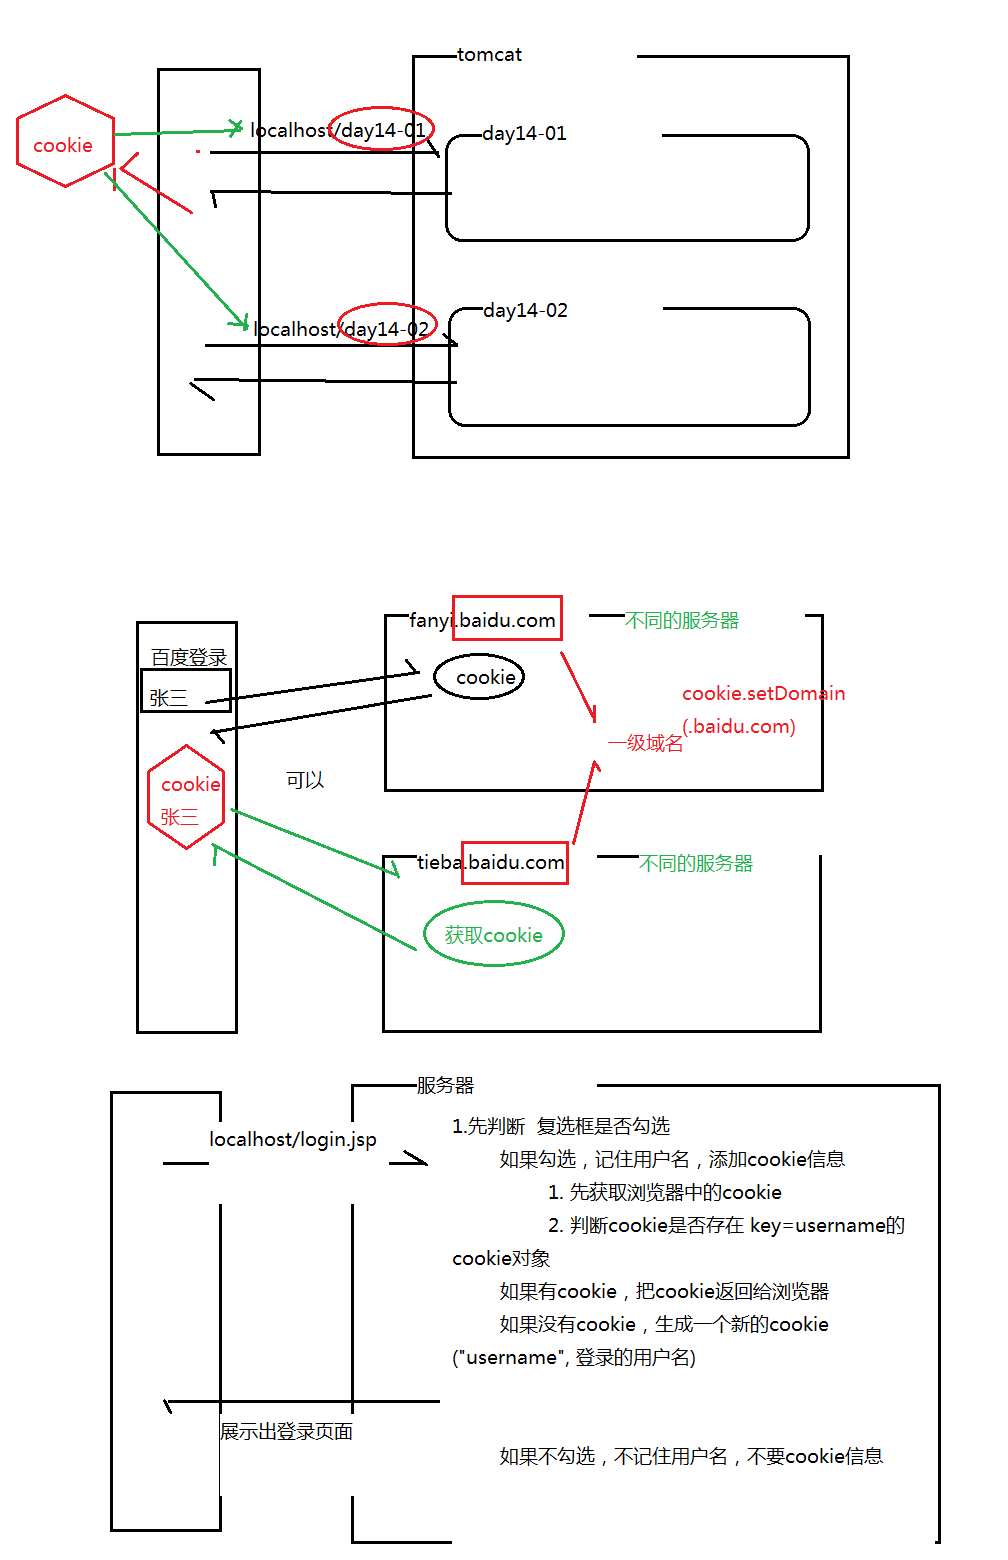 tomcat
cookie
localhost/day14-01
day14-01
localhost/day14-02
day14-02
fanyi.baidu.com
不同的服务器
百度登录
张三
cookie
cookie.setDomain
(.baidu.com)
一级域名
cookie
张三
可以
tieba.baidu.com
不同的服务器
获取cookie
服务器
localhost/login.jsp
1.先判断 复选框是否勾选
如果勾选，记住用户名，添加cookie信息
1. 先获取浏览器中的cookie
2. 判断cookie是否存在 key=username的
cookie对象
如果有cookie，把cookie返回给浏览器
如果没有cookie，生成一个新的cookie
("username", 登录的用户名)
展示出登录页面
如果不勾选，不记住用户名，不要cookie信息